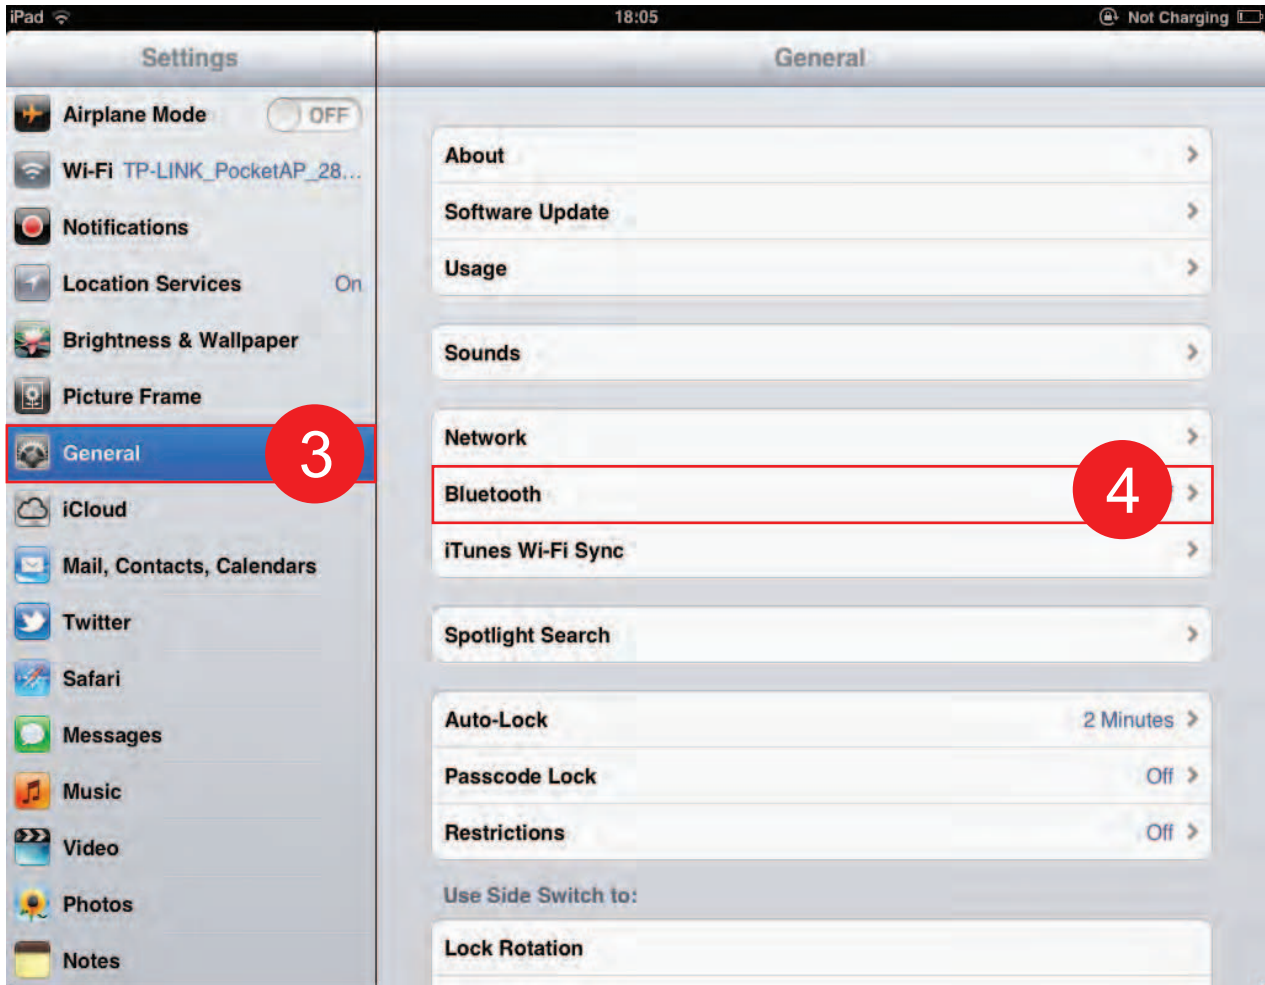 iPad 18:05 Not Charging
Settings
General
Airplane Mode OFF
Wi-Fi TP-LINK_PocketAP_28...
Notifications
Location Services On
Brightness & Wallpaper
Picture Frame
General 3
iCloud
Mail, Contacts, Calendars
Twitter
Safari
Messages
Music
Video
Photos
Notes
About
Software Update
Usage
Sounds
Network
Bluetooth 4
iTunes Wi-Fi Sync
Spotlight Search
Auto-Lock 2 Minutes
Passcode Lock Off
Restrictions Off
Use Side Switch to:
Lock Rotation